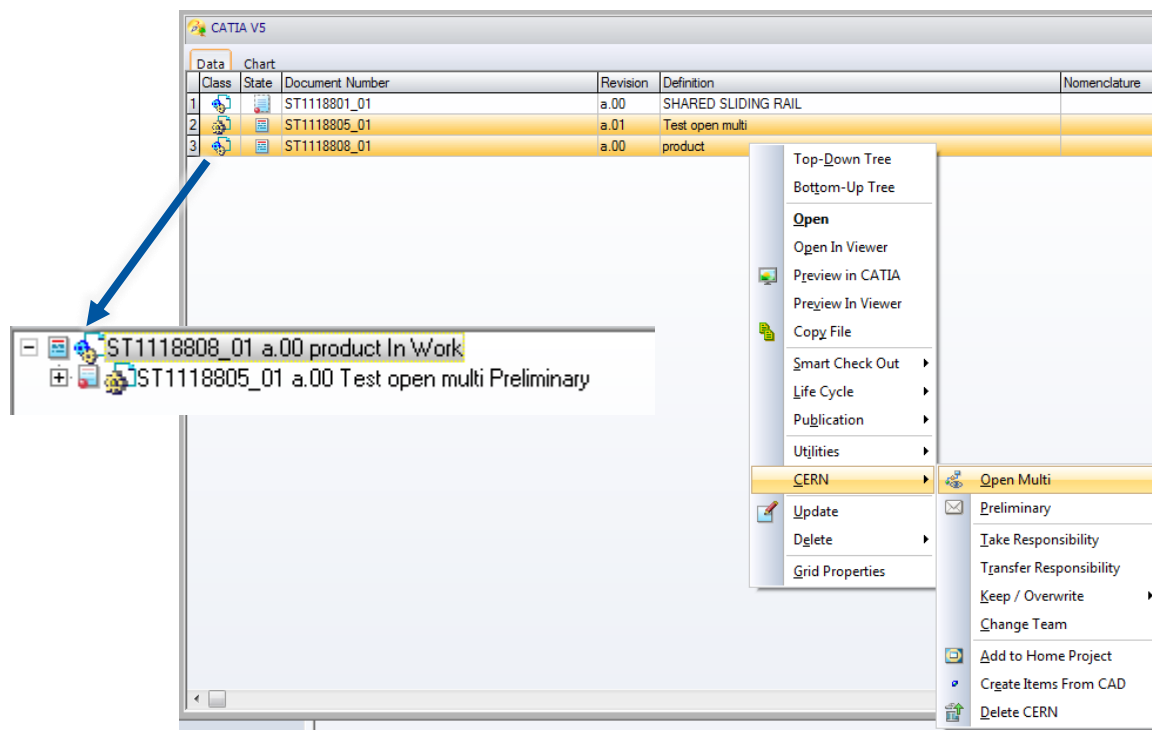 CATIA V5
Data Chart
Class State Document Number Revision Definition Nomenclature
1 ST1118801_01 a.00 SHARED SLIDING RAIL
2 ST1118805_01 a.01 Test open multi
3 ST1118808_01 a.00 product
Top-Down Tree
Bottom-Up Tree
Open
Open In Viewer
Preview in CATIA
Preview In Viewer
Copy File
Smart Check Out
Life Cycle
Publication
Utilities
CERN
Update
Delete
Grid Properties
Open Multi
Preliminary
Take Responsibility
Transfer Responsibility
Keep / Overwrite
Change Team
Add to Home Project
Create Items From CAD
Delete CERN
ST1118808_01 a.00 product In Work
ST1118805_01 a.00 Test open multi Preliminary